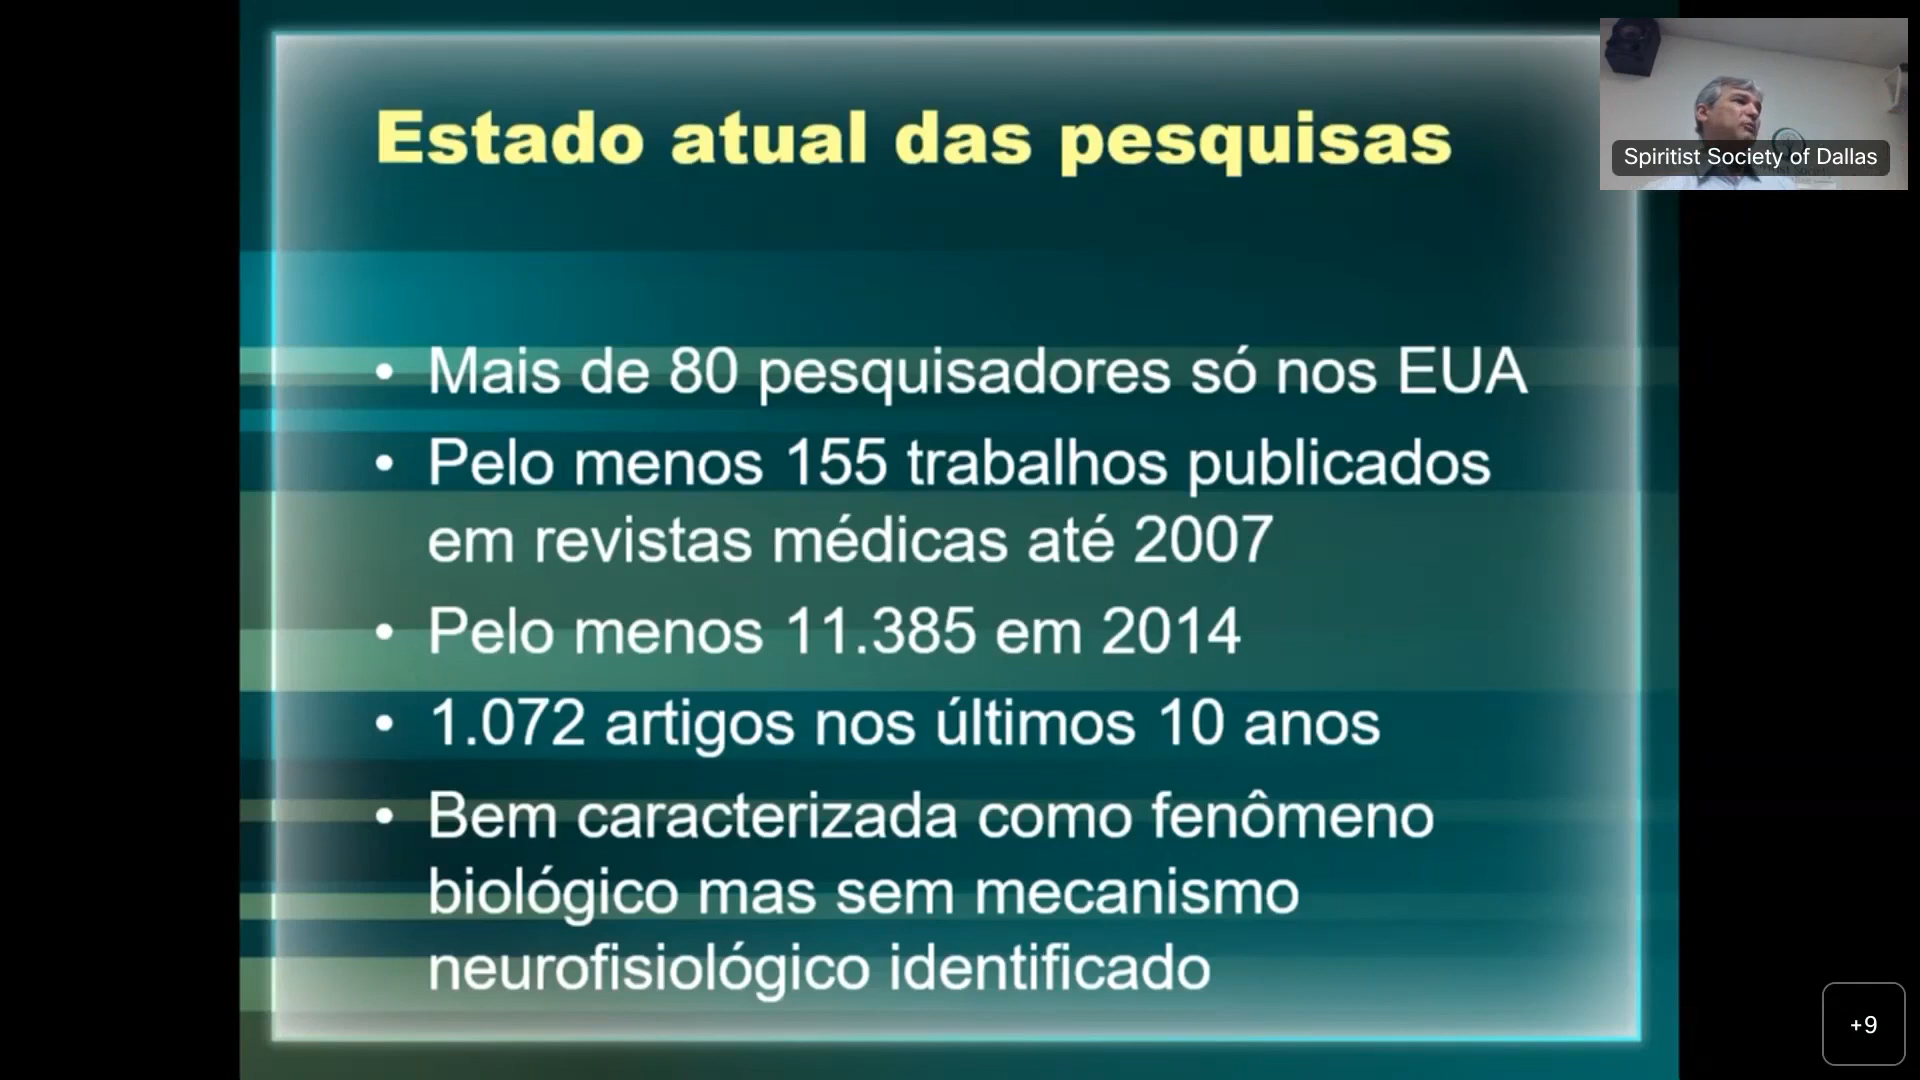 Estado atual das pesquisas
Spiritist Society of Dallas
• Mais de 80 pesquisadores só nos EUA
• Pelo menos 155 trabalhos publicados
em revistas médicas até 2007
• Pelo menos 11.385 em 2014
• 1.072 artigos nos últimos 10 anos
• Bem caracterizada como fenômeno
biológico mas sem mecanismo
neurofisiológico identificado
+9